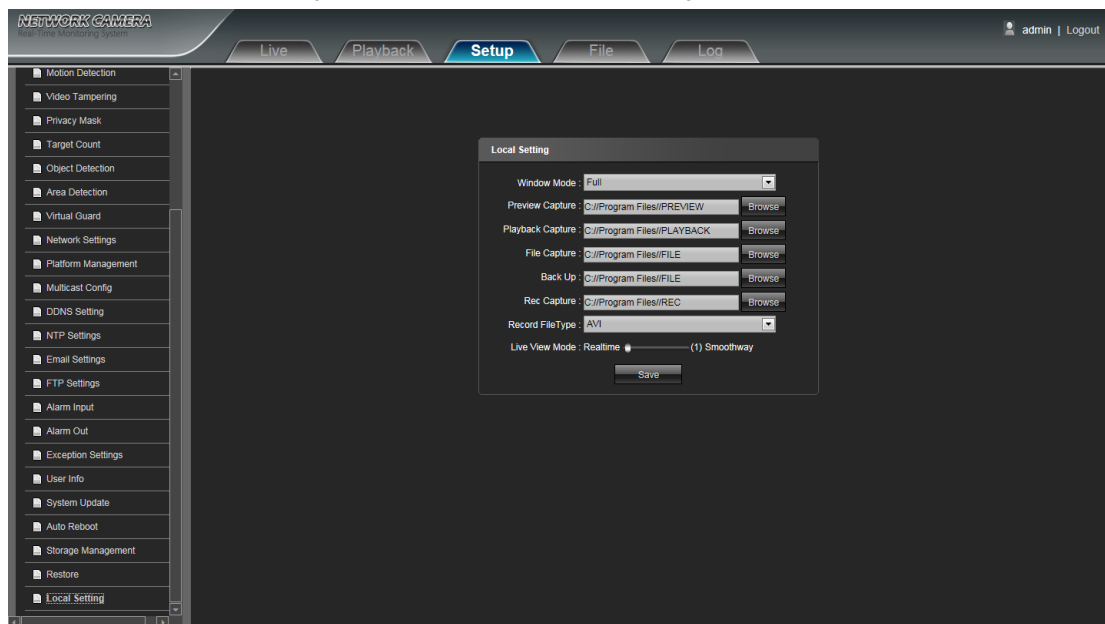 NETWORK CAMERA
Real-Time Monitoring System
Live
Playback
Setup
File
Log
admin | Logout
Motion Detection
Video Tampering
Privacy Mask
Target Count
Object Detection
Area Detection
Virtual Guard
Network Settings
Platform Management
Multicast Config
DDNS Setting
NTP Settings
Email Settings
FTP Settings
Alarm Input
Alarm Out
Exception Settings
User Info
System Update
Auto Reboot
Storage Management
Restore
Local Setting
Local Setting
Window Mode : Full
Preview Capture : C://Program Files//PREVIEW Browse
Playback Capture : C://Program Files//PLAYBACK Browse
File Capture : C://Program Files//FILE Browse
Back Up : C://Program Files//FILE Browse
Rec Capture : C://Program Files//REC Browse
Record FileType : AVI
Live View Mode : Realtime (1) Smoothway
Save